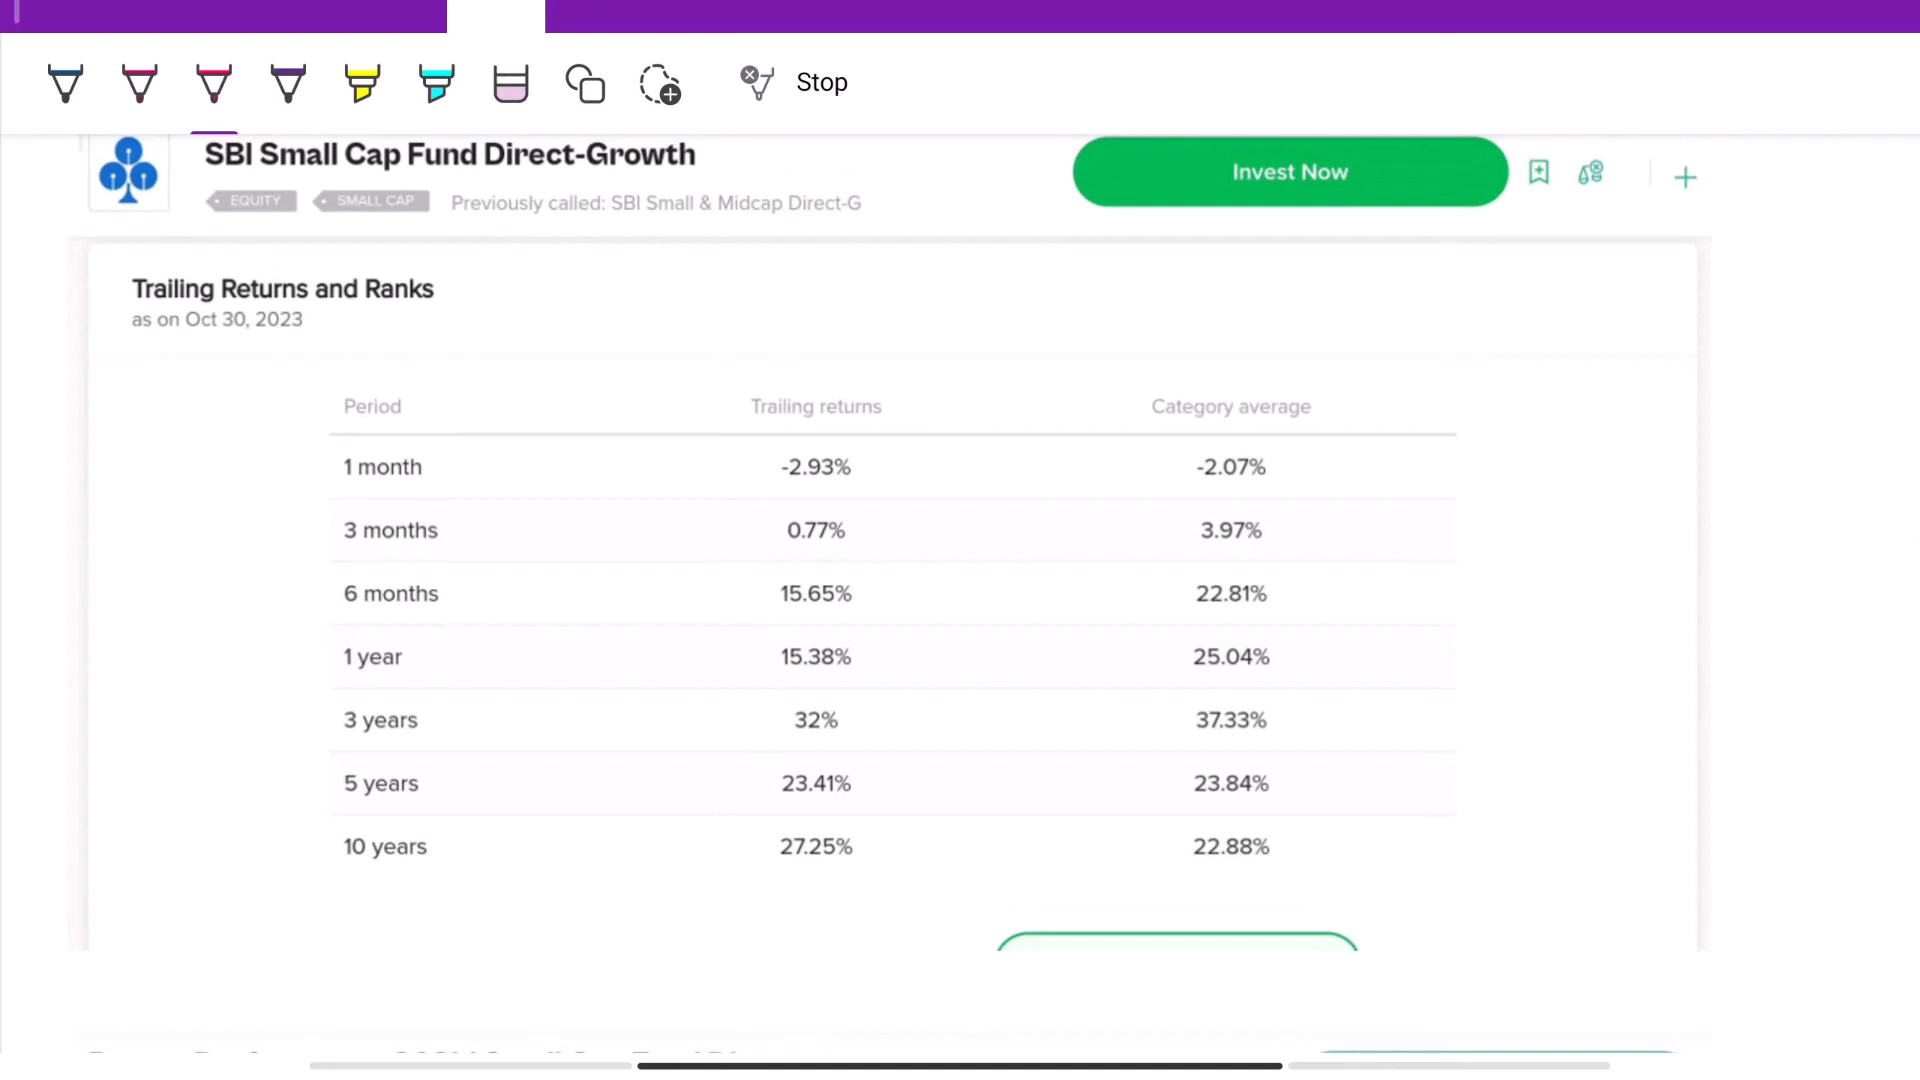 Stop
SBI Small Cap Fund Direct-Growth
Invest Now
EQUITY SMALL CAP Previously called: SBI Small & Midcap Direct-G
Trailing Returns and Ranks
as on Oct 30, 2023
Period Trailing returns Category average
1 month -2.93% -2.07%
3 months 0.77% 3.97%
6 months 15.65% 22.81%
1 year 15.38% 25.04%
3 years 32% 37.33%
5 years 23.41% 23.84%
10 years 27.25% 22.88%